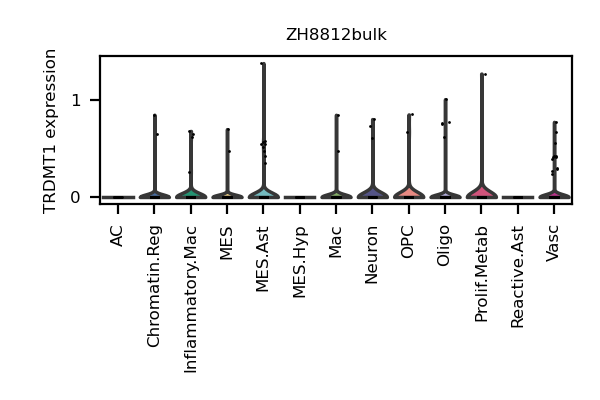 ZH8812bulk
TRDMT1 expression
1
0
AC
Chromatin.Reg
Inflammatory.Mac
MES
MES.Ast
MES.Hyp
Mac
Neuron
OPC
Oligo
Prolif.Metab
Reactive.Ast
Vasc